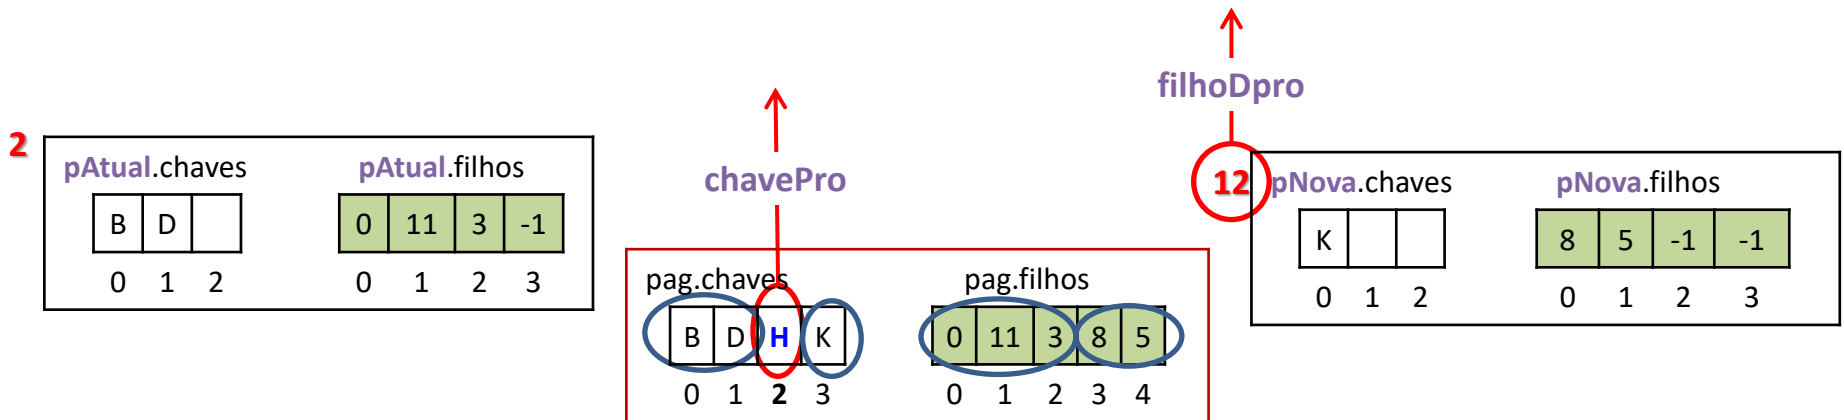 filhoDpro
2
pAtual.chaves pAtual.filhos
B D 0 11 3 -1
0 1 2 0 1 2 3
chavePro
12 pNova.chaves pNova.filhos
K 8 5 -1 -1
0 1 2 0 1 2 3
pag.chaves pag.filhos
B D H K 0 11 3 8 5
0 1 2 3 0 1 2 3 4